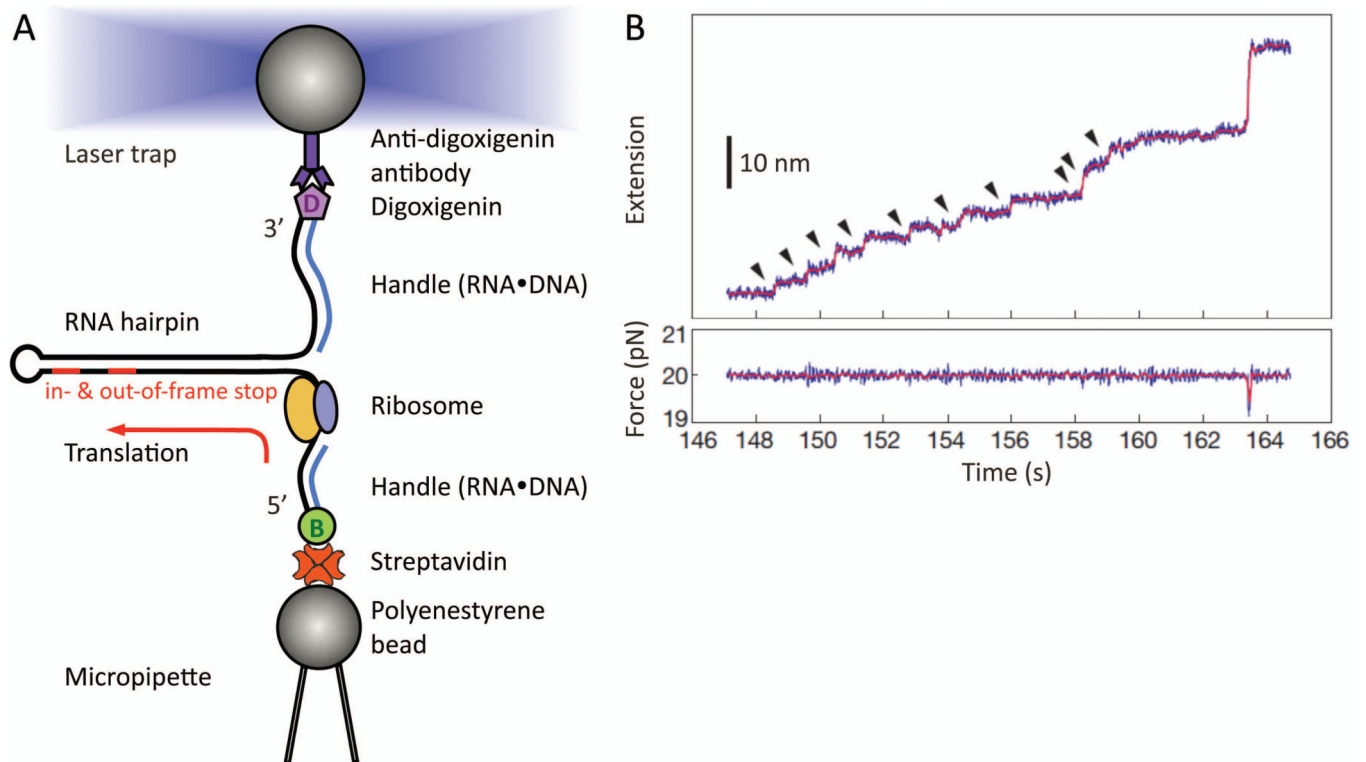 A
Laser trap
Anti-digoxigenin
antibody
D
Digoxigenin
3’
Handle (RNA•DNA)
RNA hairpin
in- & out-of-frame stop
Ribosome
Translation
5’
Handle (RNA•DNA)
B
Streptavidin
Polyenestyrene
bead
Micropipette
B
Extension
10 nm
Force (pN)
21
20
19
146 148 150 152 154 156 158 160 162 164 166
Time (s)